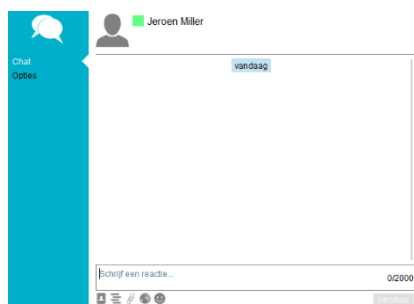 Jeroen Miller
Chat
Opties
vandaag
Schrijf een reactie...
0/2000
Verstuur